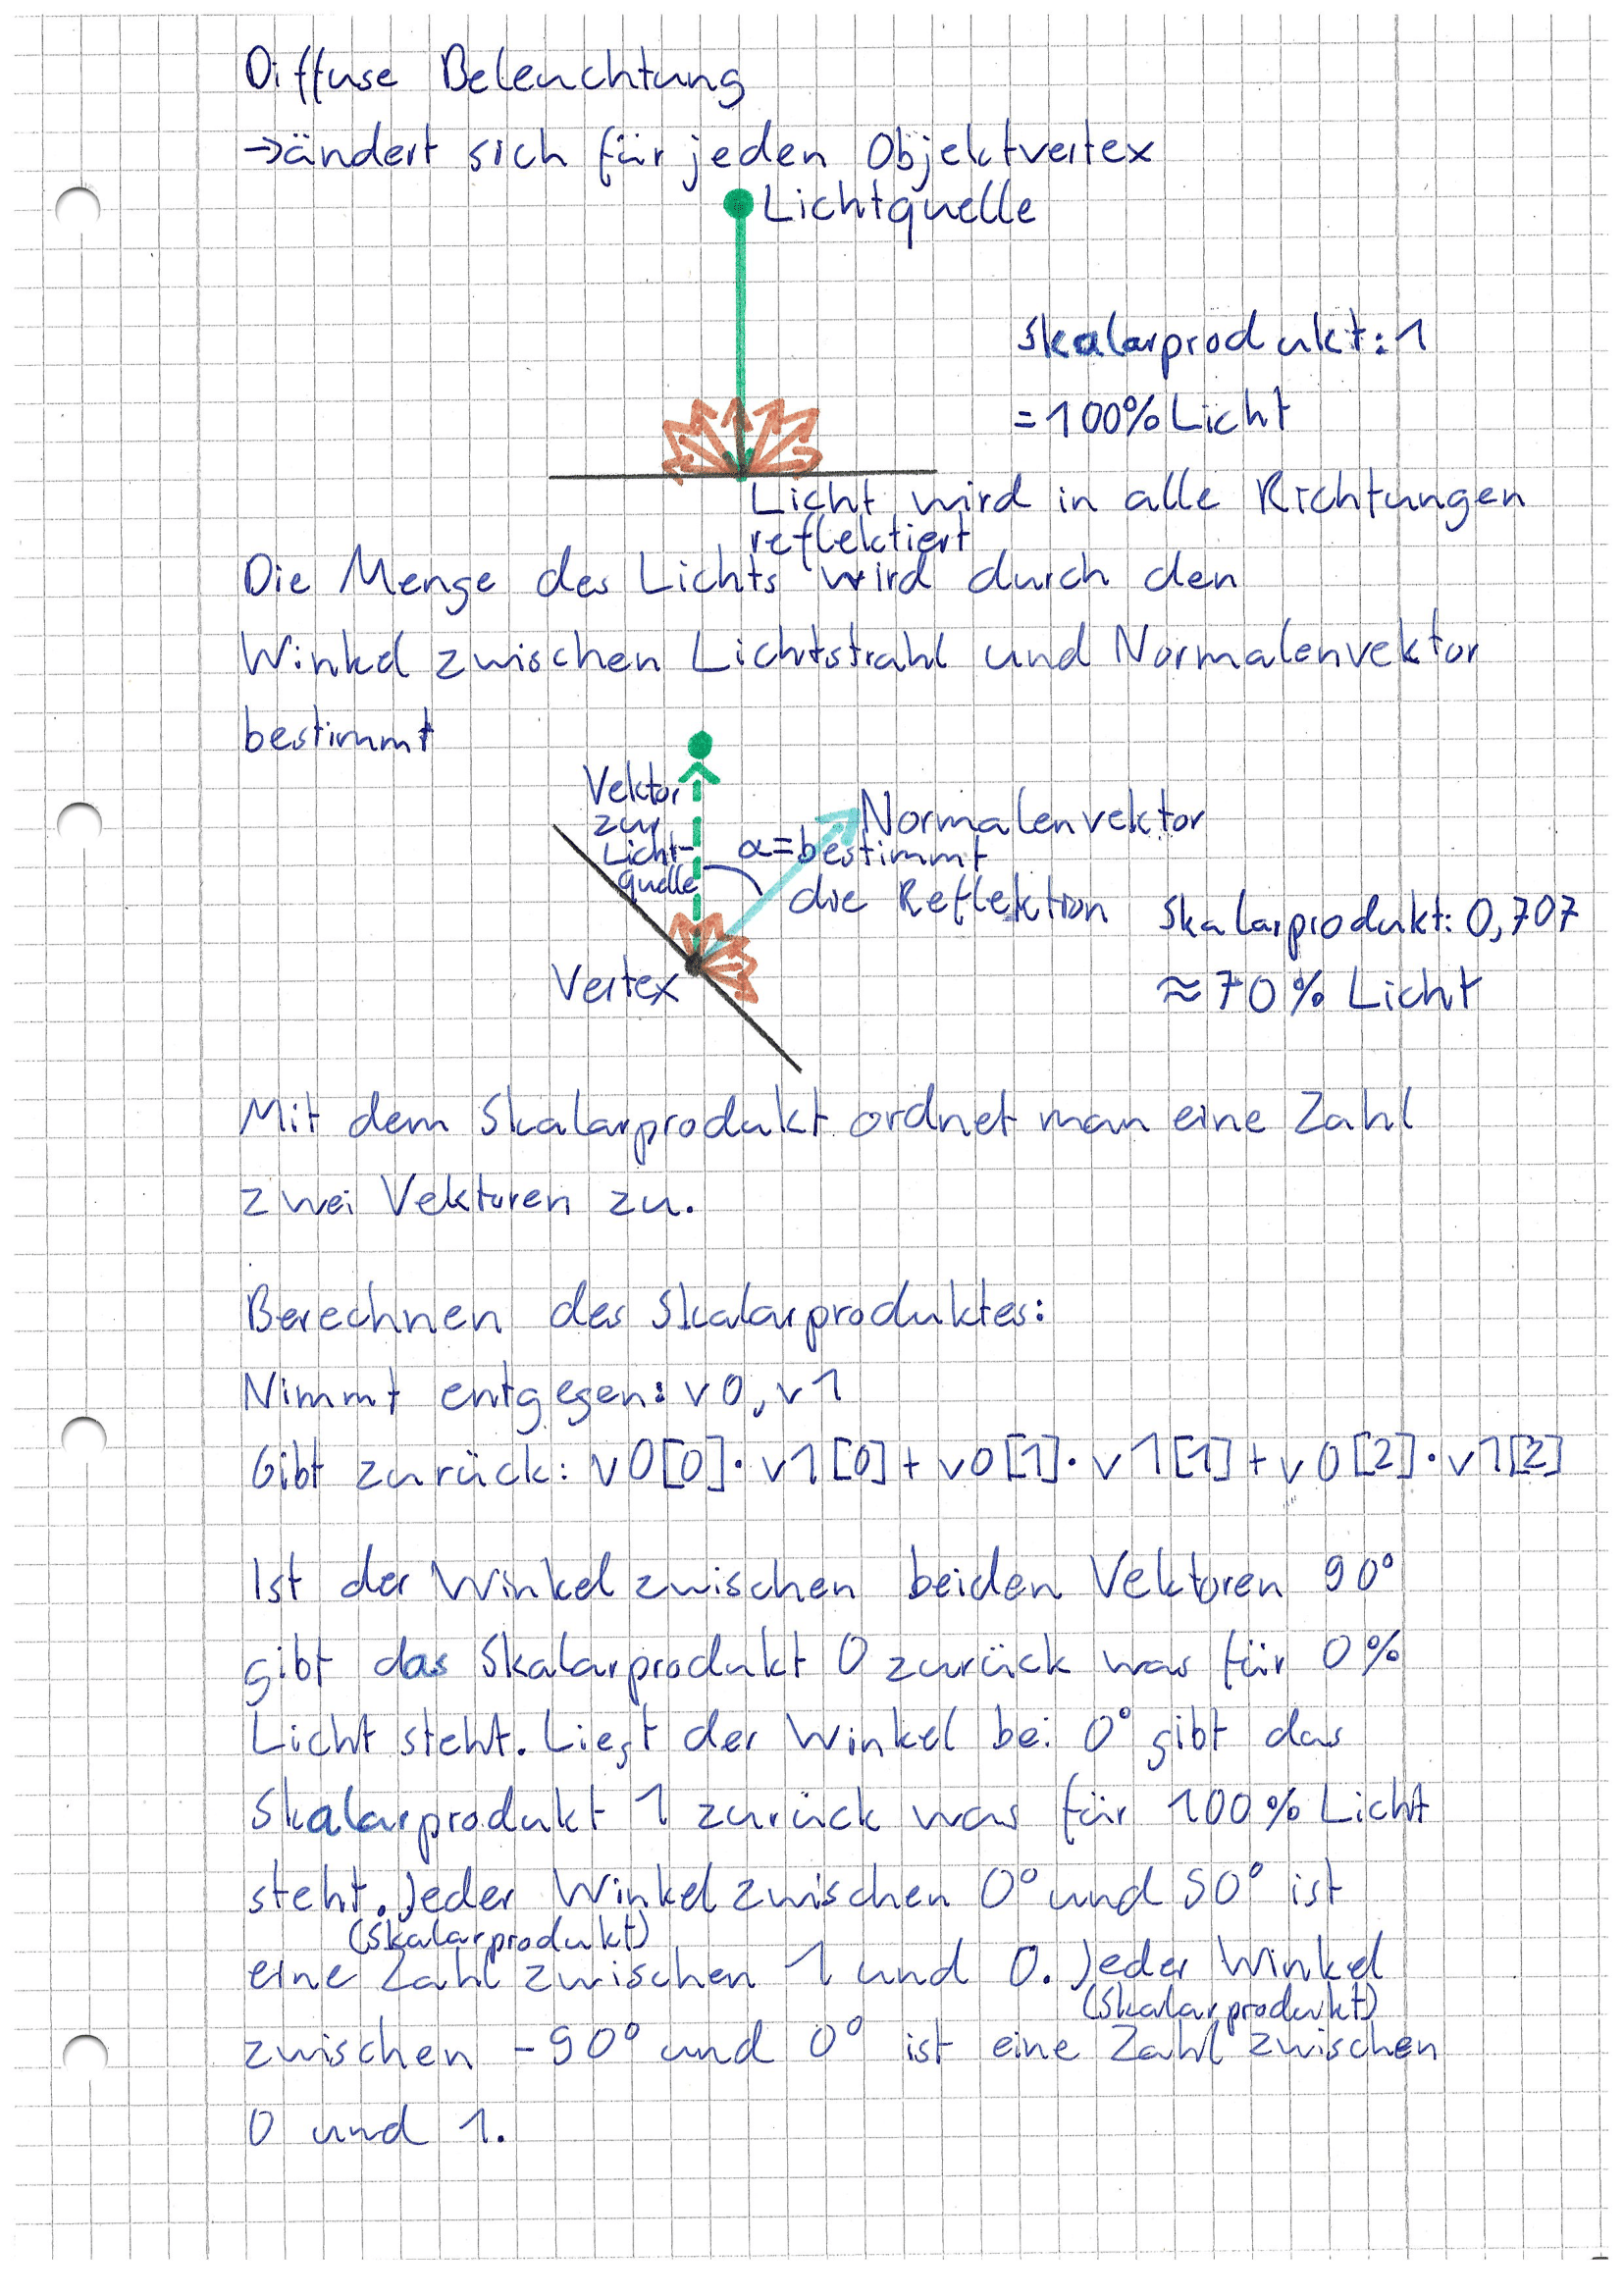 Diffuse Beleuchtung
→ändert sich für jeden Objektvertex
Lichtquelle
Skalarprodukt: 1
= 100% Licht
Licht wird in alle Richtungen
reflektiert
Die Menge des Lichts wird durch den
Winkel zwischen Lichtstrahl und Normalenvektor
bestimmt
Vektor
zur
Licht-
quelle
Normalenvektor
α = bestimmt
die Reflektion
Skalarprodukt: 0,707
≈ 70% Licht
Vertex
Mit dem Skalarprodukt ordnet man eine Zahl
zwei Vektoren zu.
Berechnen des Skalarproduktes:
Nimmt entgegen: v0, v1
Gibt zurück: v0[0] · v1[0] + v0[1] · v1[1] + v0[2] · v1[2]
Ist der Winkel zwischen beiden Vektoren 90°
gibt das Skalarprodukt 0 zurück was für 0%
Licht steht. Liegt der Winkel bei 0° gibt das
Skalarprodukt 1 zurück was für 100% Licht
steht. Jeder Winkel zwischen 0° und 90° ist
(Skalarprodukt)
eine Zahl zwischen 1 und 0. Jeder Winkel
(Skalarprodukt)
zwischen -90° und 0° ist eine Zahl zwischen
0 und 1.